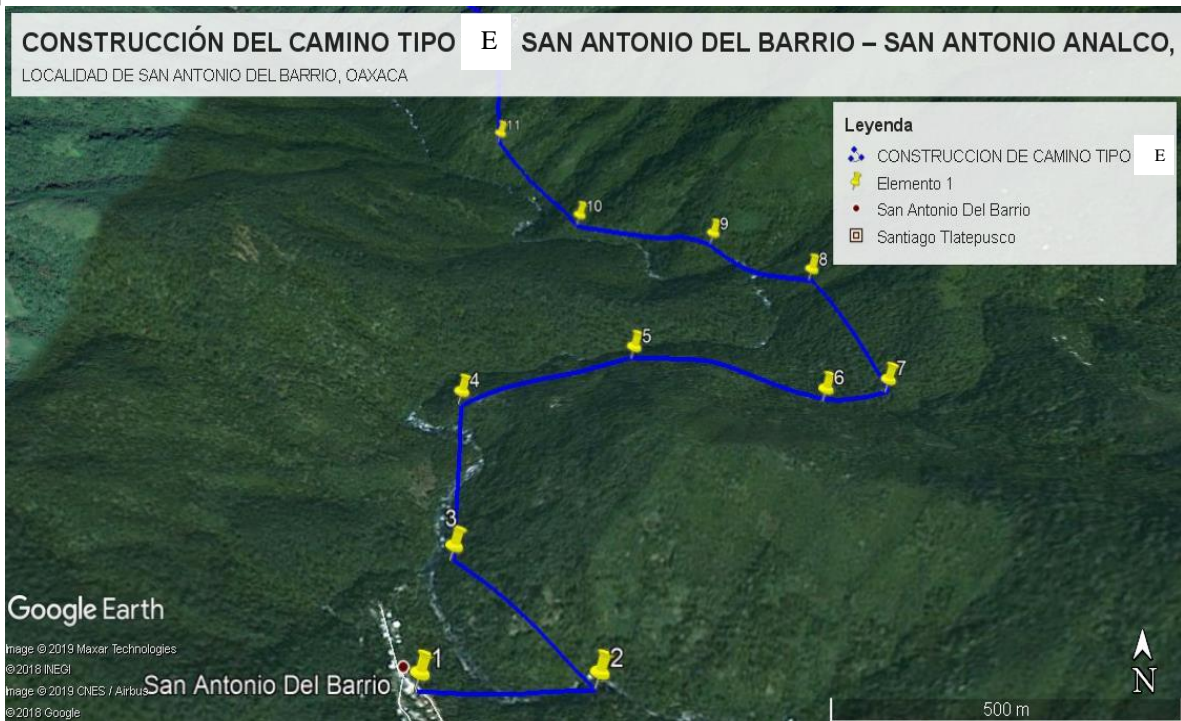 CONSTRUCCIÓN DEL CAMINO TIPO E SAN ANTONIO DEL BARRIO – SAN ANTONIO ANALCO,
LOCALIDAD DE SAN ANTONIO DEL BARRIO, OAXACA
Leyenda
CONSTRUCCION DE CAMINO TIPO E
Elemento 1
San Antonio Del Barrio
Santiago Tlatepusco
11
10
9
8
5
7
6
4
3
1
2
San Antonio Del Barrio
Google Earth
mage © 2019 Maxar Technologies
© 2018 INEGI
mage © 2019 CNES / Airbus
© 2018 Google
N
500 m